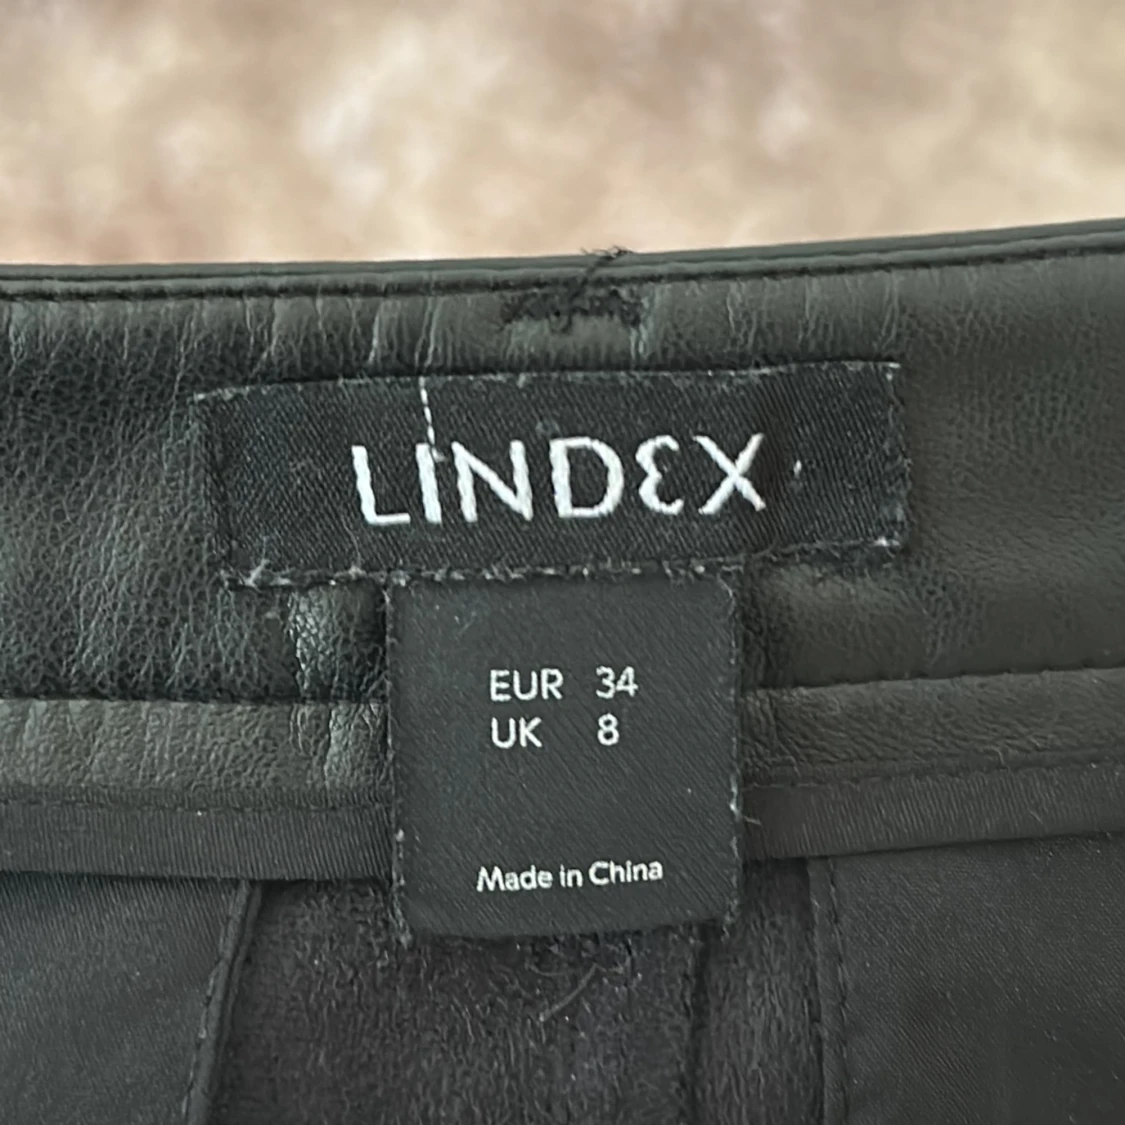 LINDEX
EUR 34
UK 8
Made in China